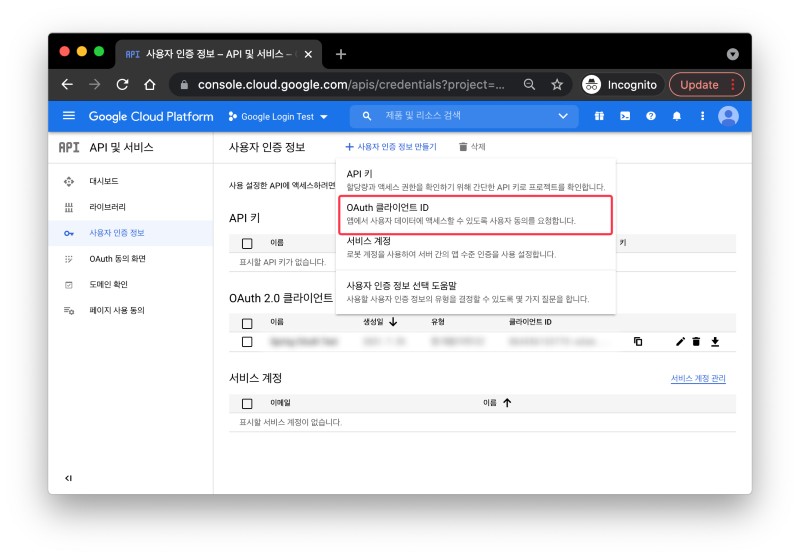 API 사용자 인증 정보 – API 및 서비스 –
console.cloud.google.com/apis/credentials?project=...
Incognito
Update
Google Cloud Platform
Google Login Test
제품 및 리소스 검색
API API 및 서비스
사용자 인증 정보
+ 사용자 인증 정보 만들기
삭제
대시보드
라이브러리
사용자 인증 정보
OAuth 동의 화면
도메인 확인
페이지 사용 동의
사용 설정한 API에 액세스하려면
API 키
할당량과 액세스 권한을 확인하기 위해 간단한 API 키로 프로젝트를 확인합니다.
OAuth 클라이언트 ID
앱에서 사용자 데이터에 액세스할 수 있도록 사용자 동의를 요청합니다.
서비스 계정
로봇 계정을 사용하여 서버 간의 앱 수준 인증을 사용 설정합니다.
사용자 인증 정보 선택 도움말
사용할 사용자 인증 정보의 유형을 결정할 수 있도록 몇 가지 질문을 합니다.
API 키
이름
키
표시할 API 키가 없습니다.
OAuth 2.0 클라이언트
이름 생성일 유형 클라이언트 ID
서비스 계정
서비스 계정 관리
이메일 이름
표시할 서비스 계정이 없습니다.